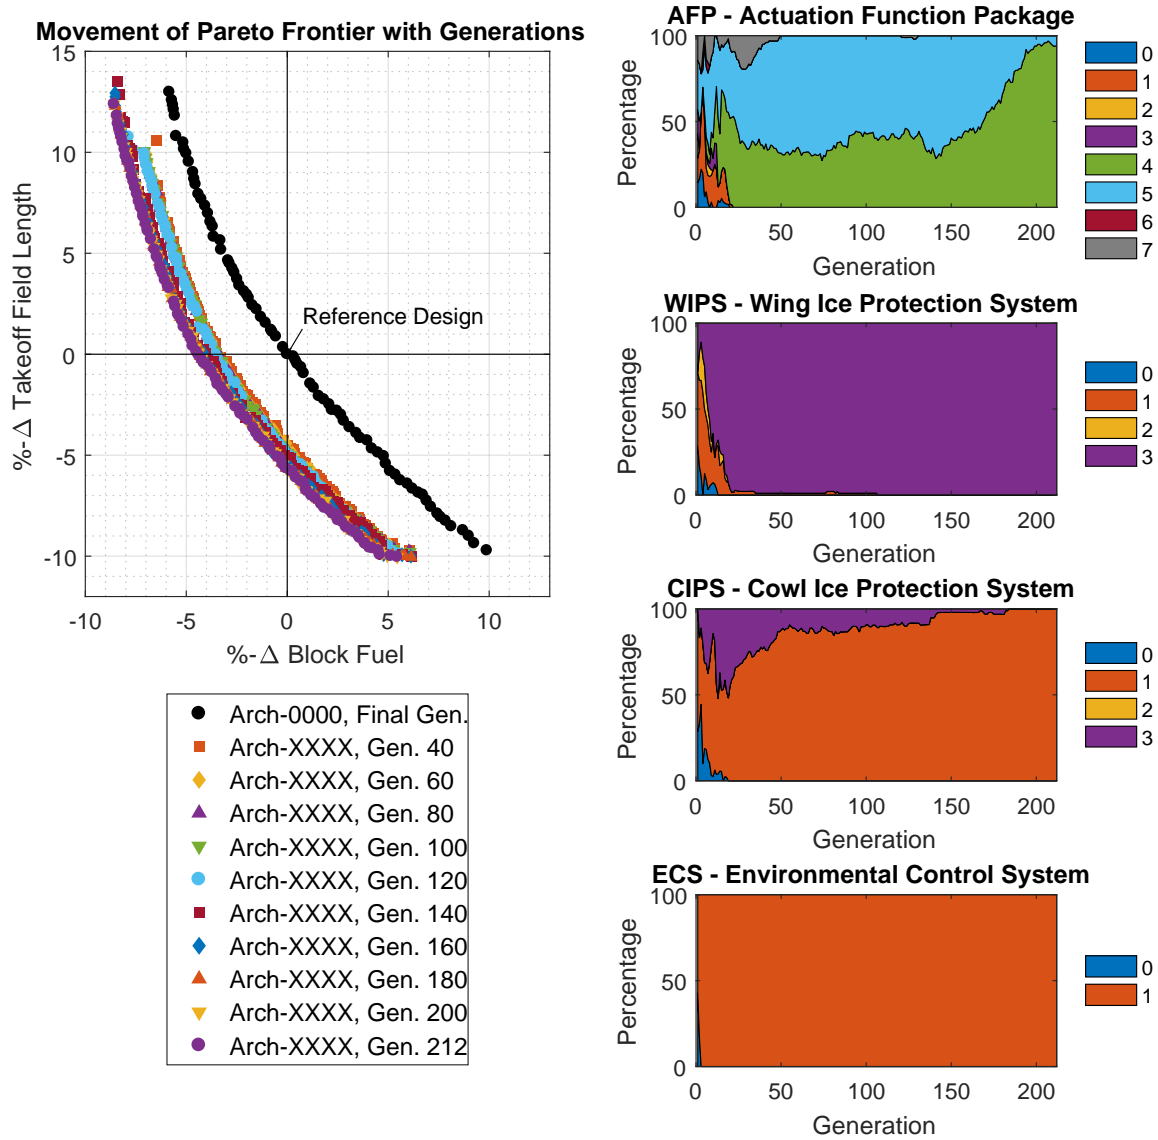 Movement of Pareto Frontier with Generations
15
10
5
0
-5
-10
-10
-5
0
5
10
%-Δ Takeoff Field Length
%-Δ Block Fuel
Reference Design
Arch-0000, Final Gen.
Arch-XXXX, Gen. 40
Arch-XXXX, Gen. 60
Arch-XXXX, Gen. 80
Arch-XXXX, Gen. 100
Arch-XXXX, Gen. 120
Arch-XXXX, Gen. 140
Arch-XXXX, Gen. 160
Arch-XXXX, Gen. 180
Arch-XXXX, Gen. 200
Arch-XXXX, Gen. 212
AFP - Actuation Function Package
100
50
0
0
50
100
150
200
Percentage
Generation
0
1
2
3
4
5
6
7
WIPS - Wing Ice Protection System
100
50
0
0
50
100
150
200
Percentage
Generation
0
1
2
3
CIPS - Cowl Ice Protection System
100
50
0
0
50
100
150
200
Percentage
Generation
0
1
2
3
ECS - Environmental Control System
100
50
0
0
50
100
150
200
Percentage
Generation
0
1